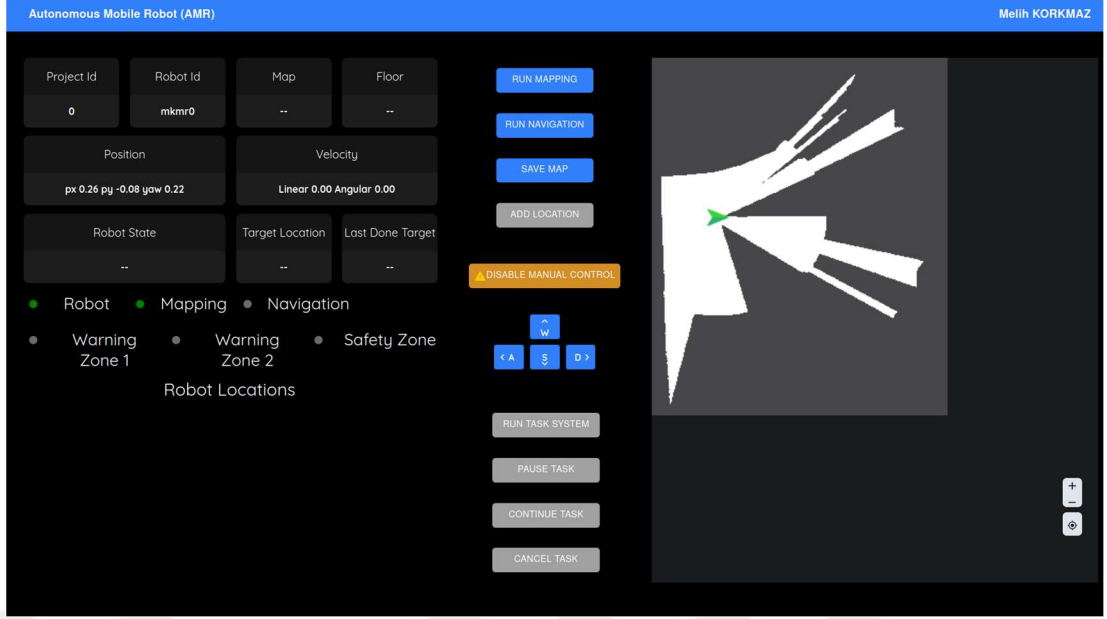 Autonomous Mobile Robot (AMR) Melih KORKMAZ
Project Id Robot Id Map Floor
0 mkmr0 -- --
Position Velocity
px 0.26 py -0.08 yaw 0.22 Linear 0.00 Angular 0.00
Robot State Target Location Last Done Target
-- -- --
Robot Mapping Navigation
Warning Zone 1 Warning Zone 2 Safety Zone
Robot Locations
RUN MAPPING
RUN NAVIGATION
SAVE MAP
ADD LOCATION
DISABLE MANUAL CONTROL
^
W
< A S D >
RUN TASK SYSTEM
PAUSE TASK
CONTINUE TASK
CANCEL TASK
+
−